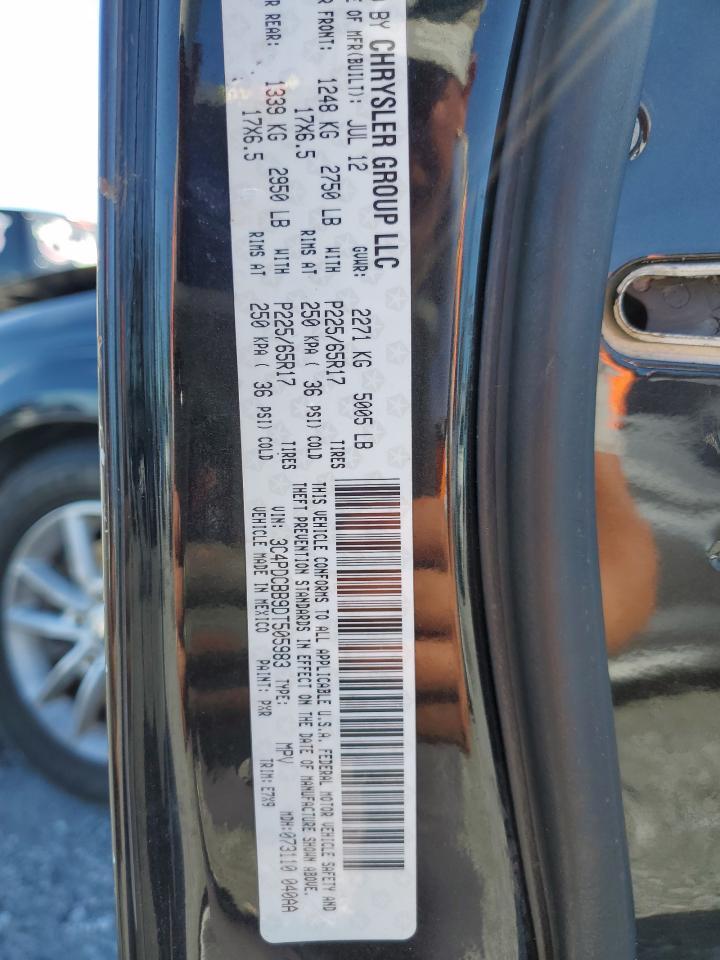 D BY CHRYSLER GROUP LLC
E OF MFR(BUILT): JUL 12 GVWR: 2271 KG 5005 LB
R FRONT: 1248 KG 2750 LB WITH P225/65R17 TIRES
17X6.5 RIMS AT 250 KPA ( 36 PSI) COLD
R REAR: 1339 KG 2950 LB WITH P225/65R17 TIRES
17X6.5 RIMS AT 250 KPA ( 36 PSI) COLD
THIS VEHICLE CONFORMS TO ALL APPLICABLE U.S.A. FEDERAL MOTOR VEHICLE SAFETY AND
THEFT PREVENTION STANDARDS IN EFFECT ON THE DATE OF MANUFACTURE SHOWN ABOVE.
VIN: 3C4PDCBB9DT505983 TYPE: MPV MDH:073110 040AA
VEHICLE MADE IN MEXICO PAINT: PXR TRIM: E7X9